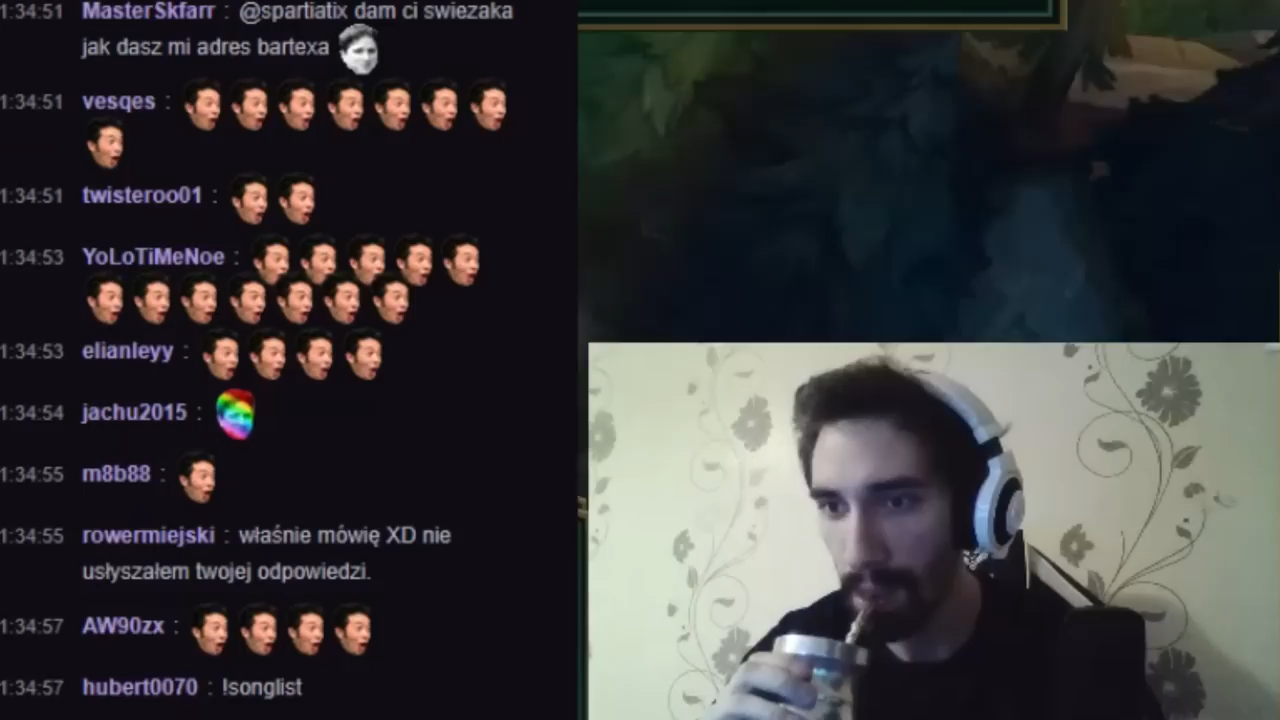 1:34:51 MasterSkfarr : @spartiatix dam ci swiezaka
jak dasz mi adres bartexa
1:34:51 vesqes :
1:34:51 twisteroo01 :
1:34:53 YoLoTiMeNoe :
1:34:53 elianleyy :
1:34:54 jachu2015 :
1:34:55 m8b88 :
1:34:55 rowermiejski : właśnie mówię XD nie
usłyszałem twojej odpowiedzi.
1:34:57 AW90zx :
1:34:57 hubert0070 : !songlist